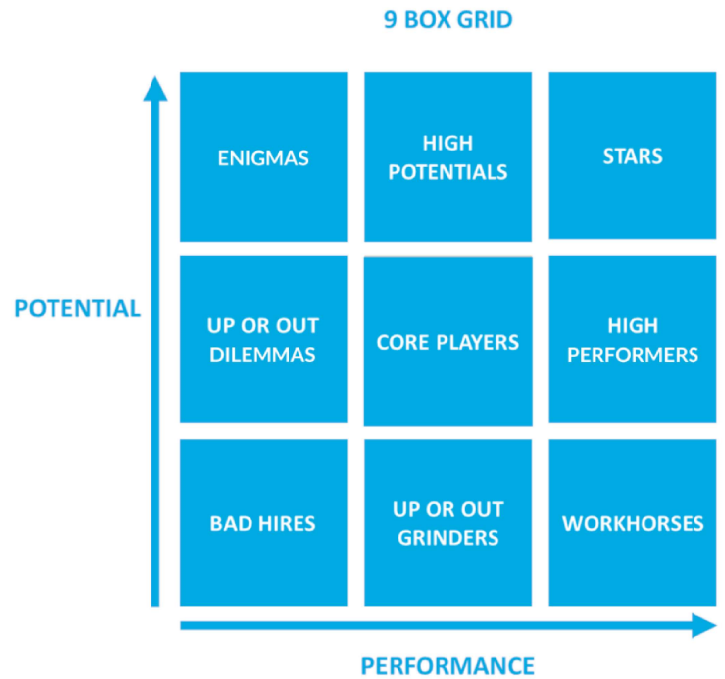 9 BOX GRID
ENIGMAS
HIGH
POTENTIALS
STARS
POTENTIAL
UP OR OUT
DILEMMAS
CORE PLAYERS
HIGH
PERFORMERS
BAD HIRES
UP OR OUT
GRINDERS
WORKHORSES
PERFORMANCE